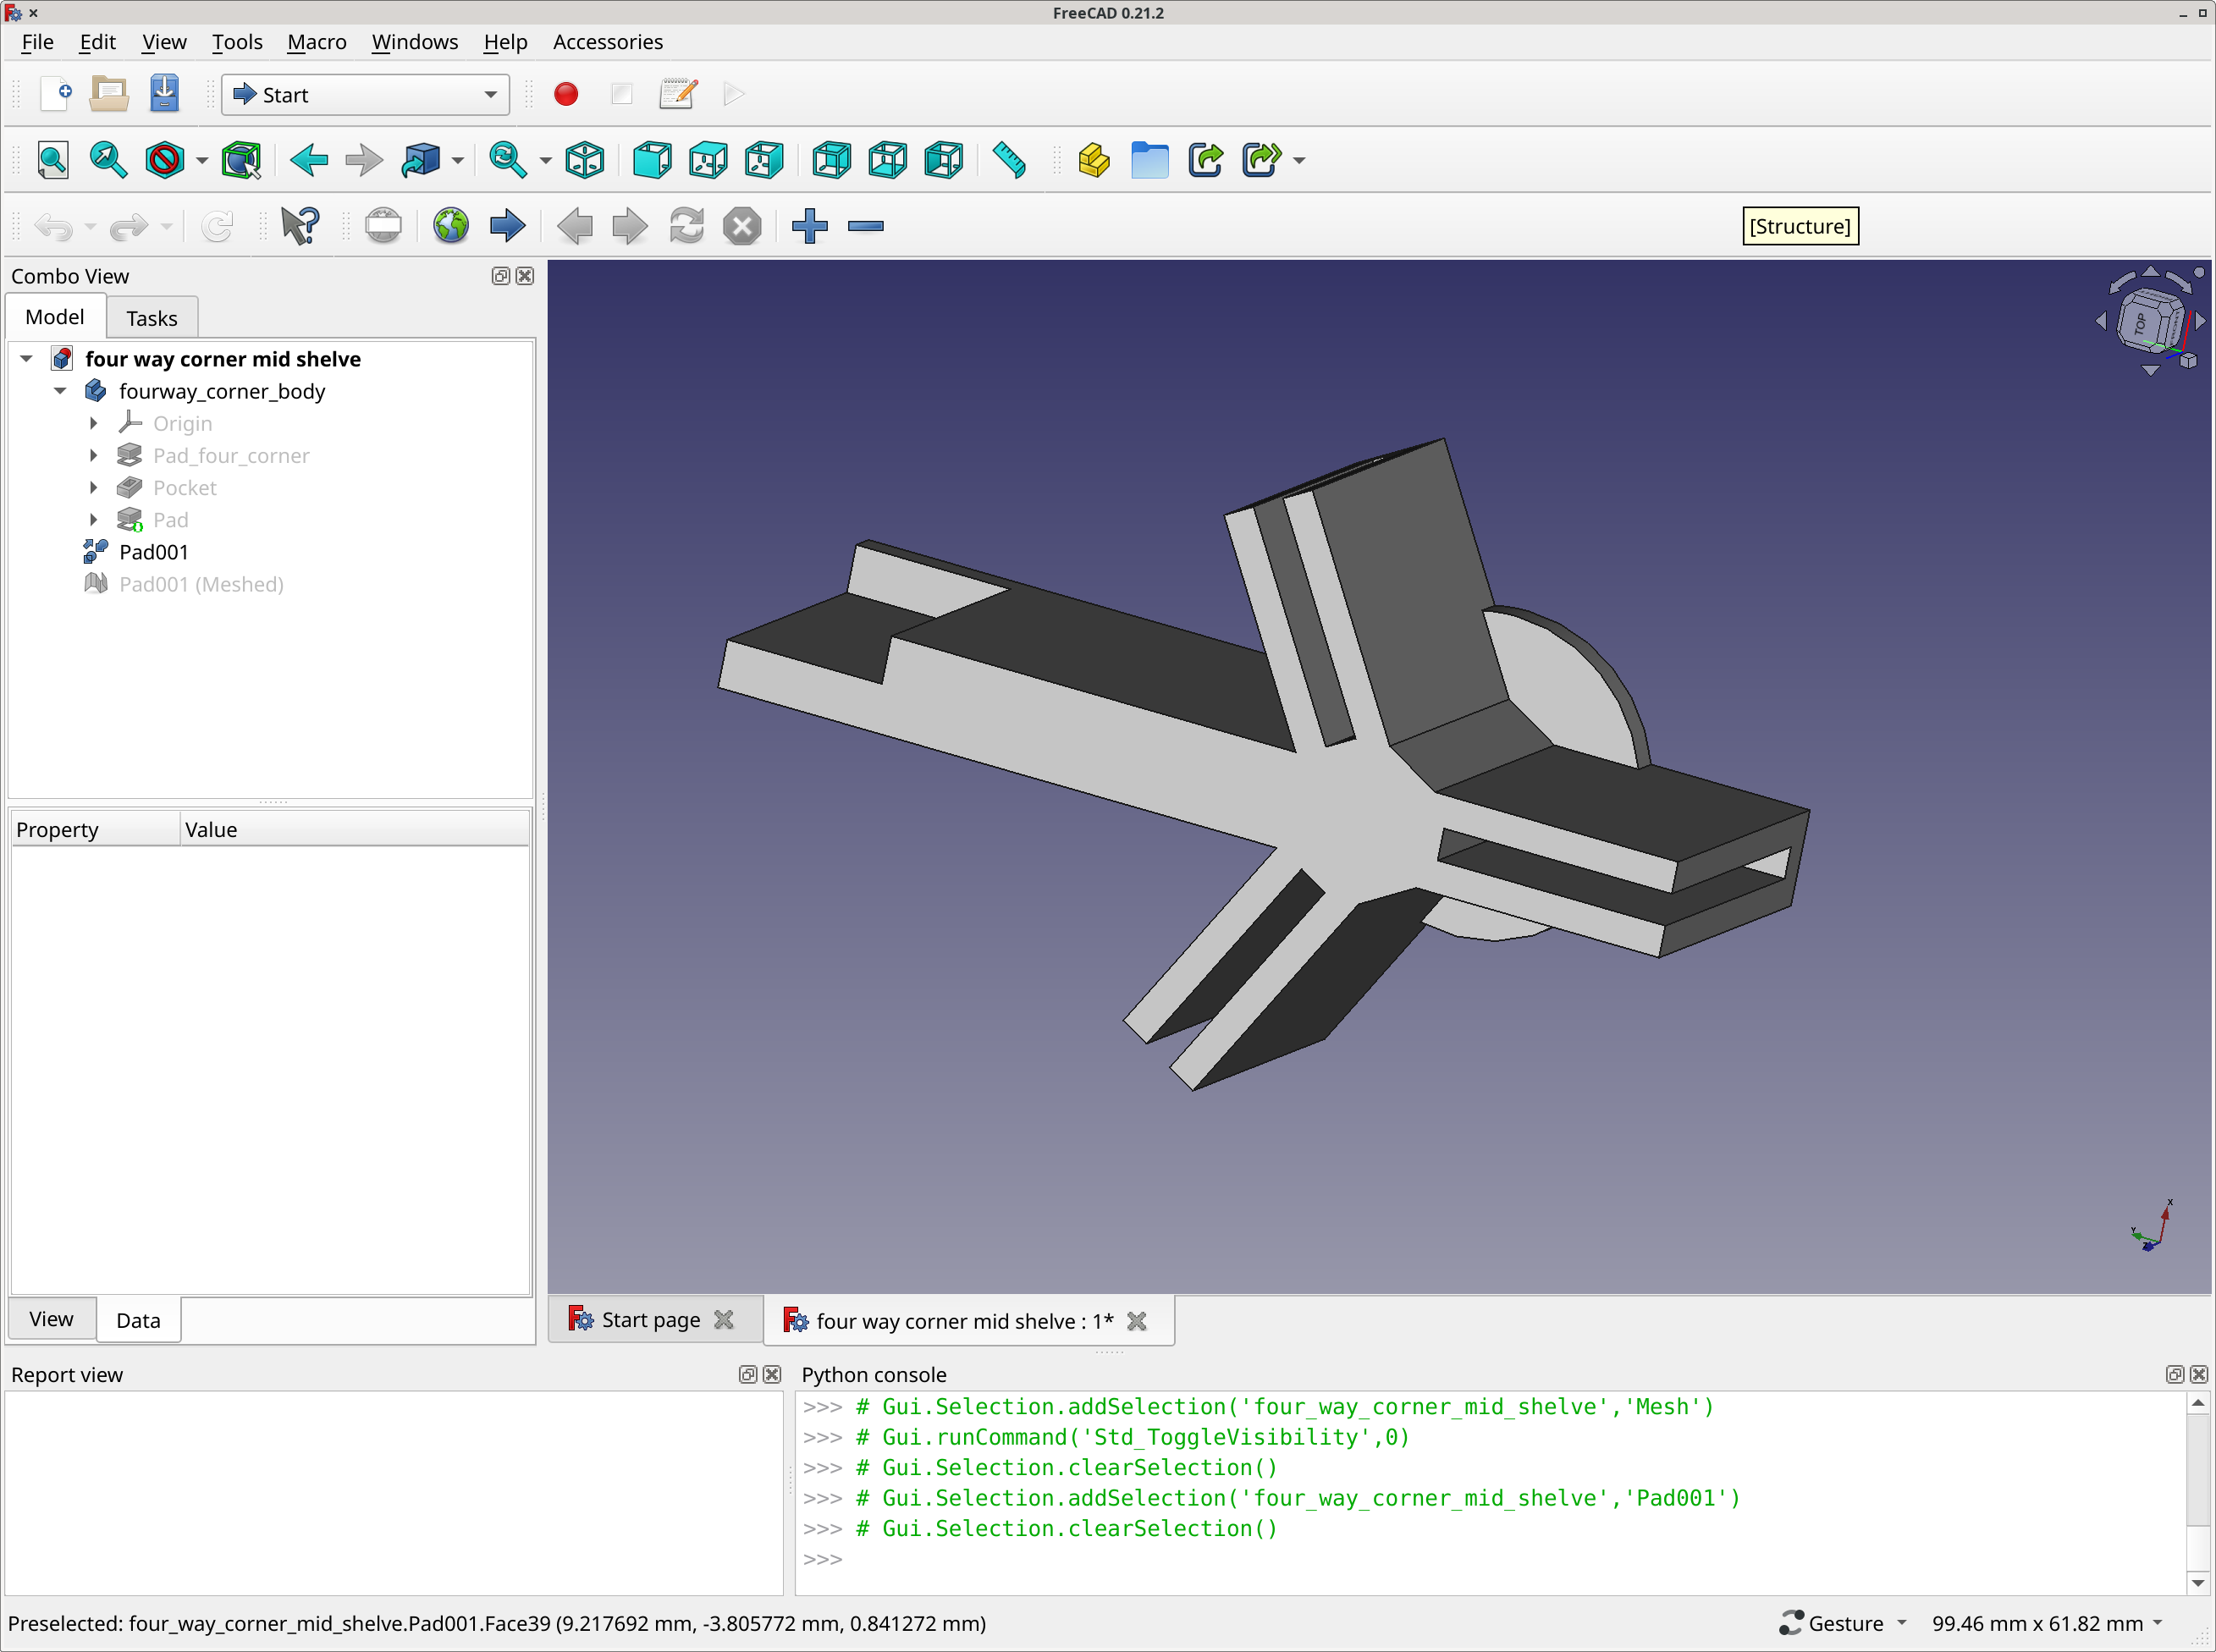 FreeCAD 0.21.2
File Edit View Tools Macro Windows Help Accessories
Start
[Structure]
Combo View
Model Tasks
four way corner mid shelve
fourway_corner_body
Origin
Pad_four_corner
Pocket
Pad
Pad001
Pad001 (Meshed)
Property Value
View Data
TOP
X
Y
Z
Start page four way corner mid shelve : 1*
Report view
Python console
>>> # Gui.Selection.addSelection('four_way_corner_mid_shelve','Mesh')
>>> # Gui.runCommand('Std_ToggleVisibility',0)
>>> # Gui.Selection.clearSelection()
>>> # Gui.Selection.addSelection('four_way_corner_mid_shelve','Pad001')
>>> # Gui.Selection.clearSelection()
>>>
Preselected: four_way_corner_mid_shelve.Pad001.Face39 (9.217692 mm, -3.805772 mm, 0.841272 mm)
Gesture 99.46 mm x 61.82 mm